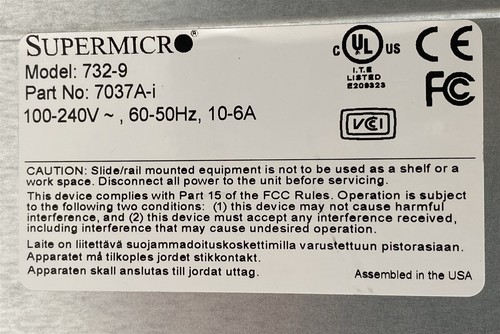 SUPERMICRO®
Model: 732-9
Part No: 7037A-i
100-240V ~ , 60-50Hz, 10-6A
C UL US
I.T.E
LISTED
E209323
CE
FC
VCI
CAUTION: Slide/rail mounted equipment is not to be used as a shelf or a
work space. Disconnect all power to the unit before servicing.
This device complies with Part 15 of the FCC Rules. Operation is subject
to the following two conditions: (1) this device may not cause harmful
interference, and (2) this device must accept any interference received,
including interference that may cause undesired operation.
Laite on liitettävä suojammadoituskoskettimilla varustettuun pistorasiaan.
Apparatet må tilkoples jordet stikkontakt.
Apparaten skall anslutas till jordat uttag.
Assembled in the USA